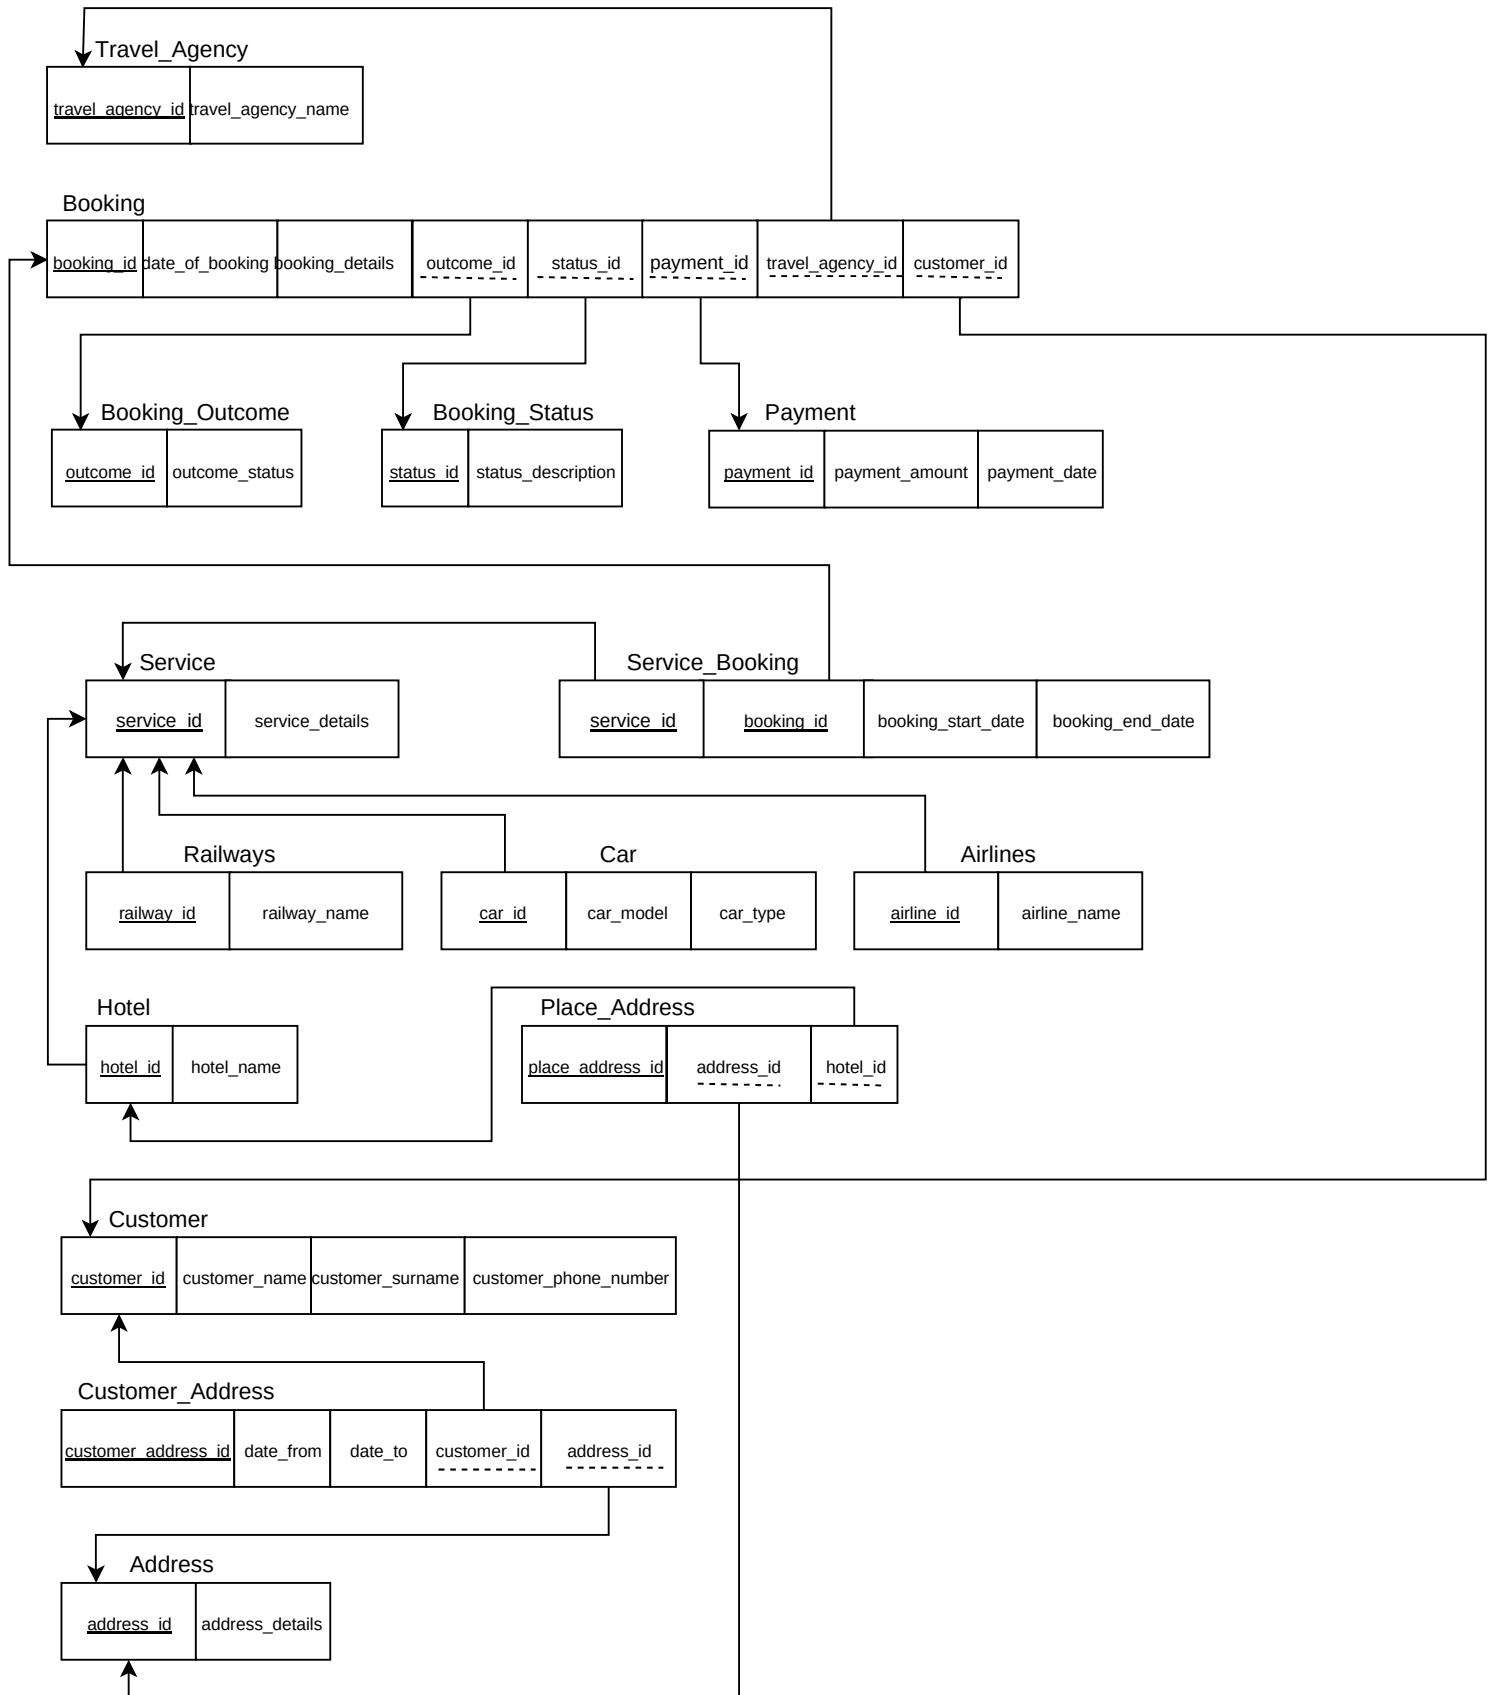 Travel_Agency
travel_agency_id travel_agency_name
Booking
booking_id date_of_booking booking_details outcome_id status_id payment_id travel_agency_id customer_id
Booking_Outcome Booking_Status Payment
outcome_id outcome_status status_id status_description payment_id payment_amount payment_date
Service Service_Booking
service_id service_details service_id booking_id booking_start_date booking_end_date
Railways Car Airlines
railway_id railway_name car_id car_model car_type airline_id airline_name
Hotel Place_Address
hotel_id hotel_name place_address_id address_id hotel_id
Customer
customer_id customer_name customer_surname customer_phone_number
Customer_Address
customer_address_id date_from date_to customer_id address_id
Address
address_id address_details